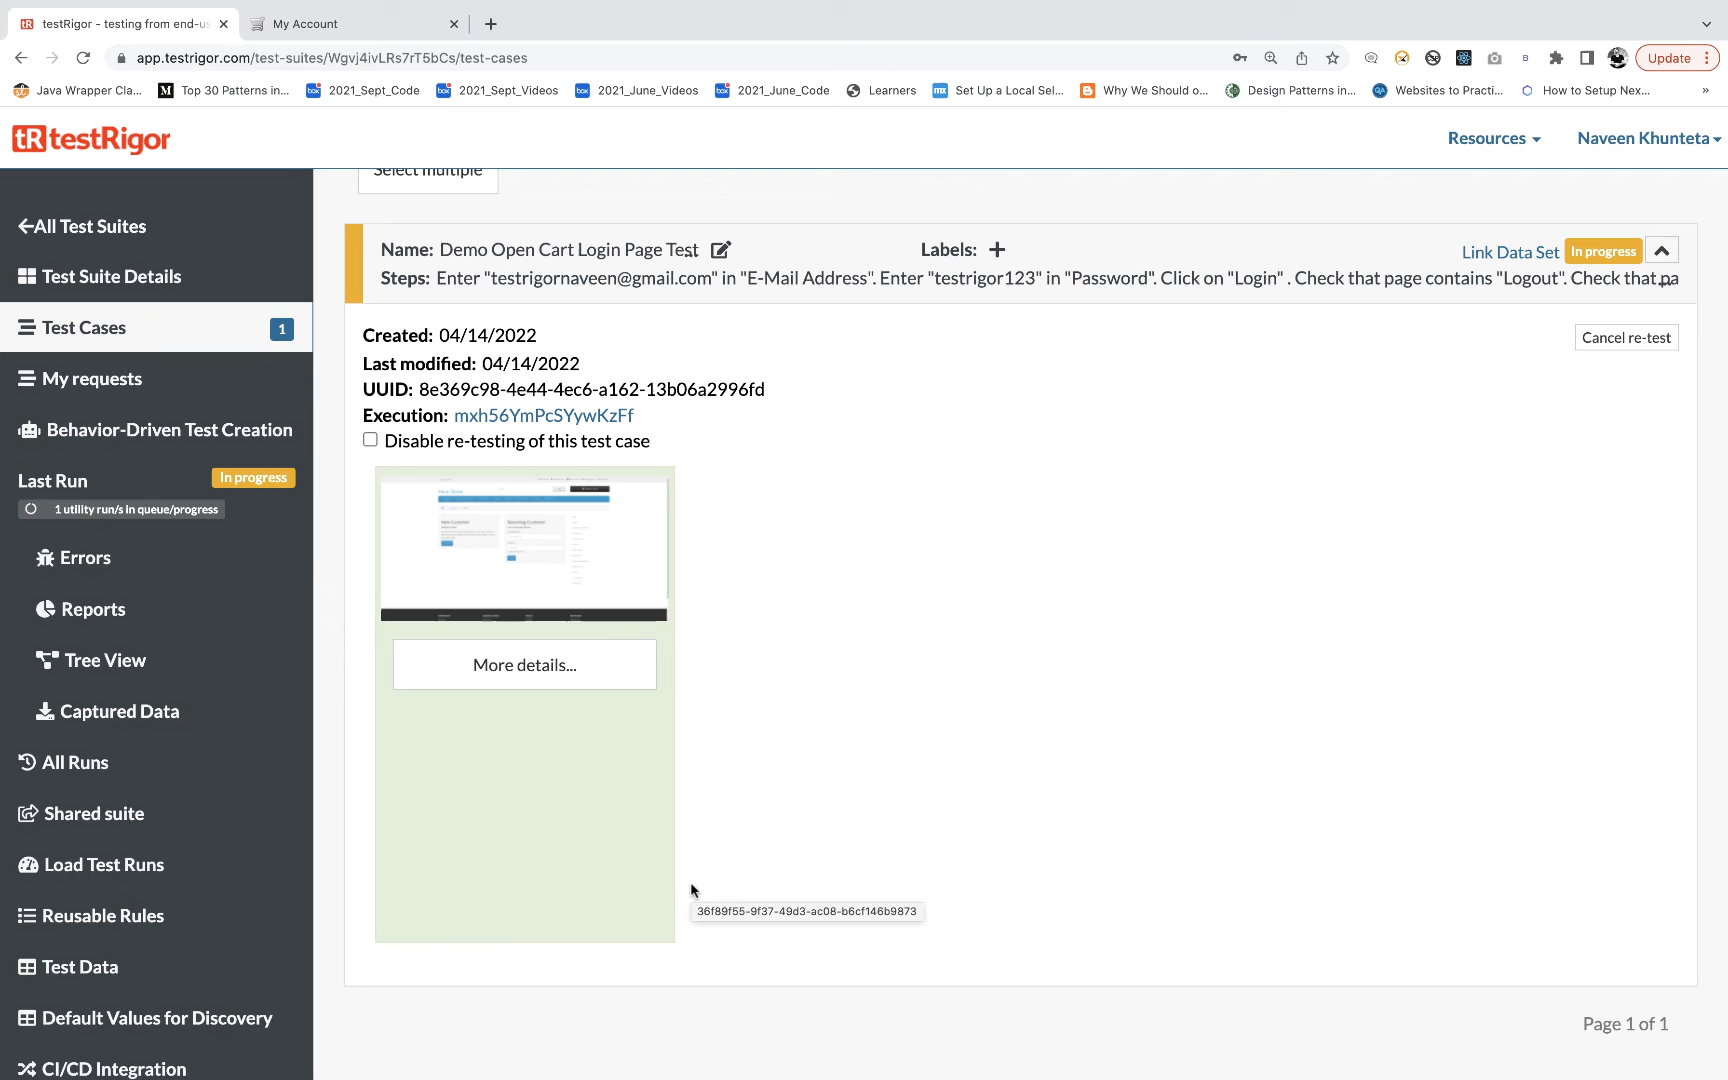 testRigor - testing from end-us
My Account
app.testrigor.com/test-suites/Wgvj4ivLRs7rT5bCs/test-cases
Update
Java Wrapper Cla...
Top 30 Patterns in...
2021_Sept_Code
2021_Sept_Videos
2021_June_Videos
2021_June_Code
Learners
Set Up a Local Sel...
Why We Should o...
Design Patterns in...
Websites to Practi...
How to Setup Nex...
»
tR testRigor
Resources
Naveen Khunteta
Select multiple
All Test Suites
Test Suite Details
Test Cases 1
My requests
Behavior-Driven Test Creation
Last Run In progress
1 utility run/s in queue/progress
Errors
Reports
Tree View
Captured Data
All Runs
Shared suite
Load Test Runs
Reusable Rules
Test Data
Default Values for Discovery
CI/CD Integration
Name: Demo Open Cart Login Page Test
Labels: +
Link Data Set In progress
Steps: Enter "testrigornaveen@gmail.com" in "E-Mail Address". Enter "testrigor123" in "Password". Click on "Login" . Check that page contains "Logout". Check that pa
Created: 04/14/2022
Cancel re-test
Last modified: 04/14/2022
UUID: 8e369c98-4e44-4ec6-a162-13b06a2996fd
Execution: mxh56YmPcSYywKzFf
Disable re-testing of this test case
More details...
36f89f55-9f37-49d3-ac08-b6cf146b9873
Page 1 of 1